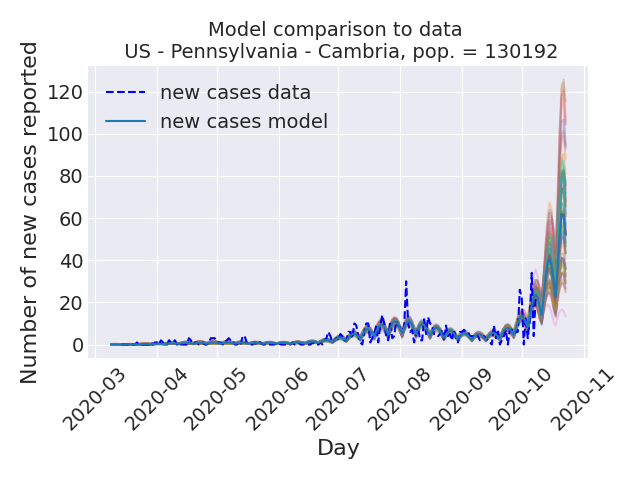 Model comparison to data
US - Pennsylvania - Cambria, pop. = 130192
Number of new cases reported
120
100
80
60
40
20
0
new cases data
new cases model
2020-03
2020-04
2020-05
2020-06
2020-07
2020-08
2020-09
2020-10
2020-11
Day